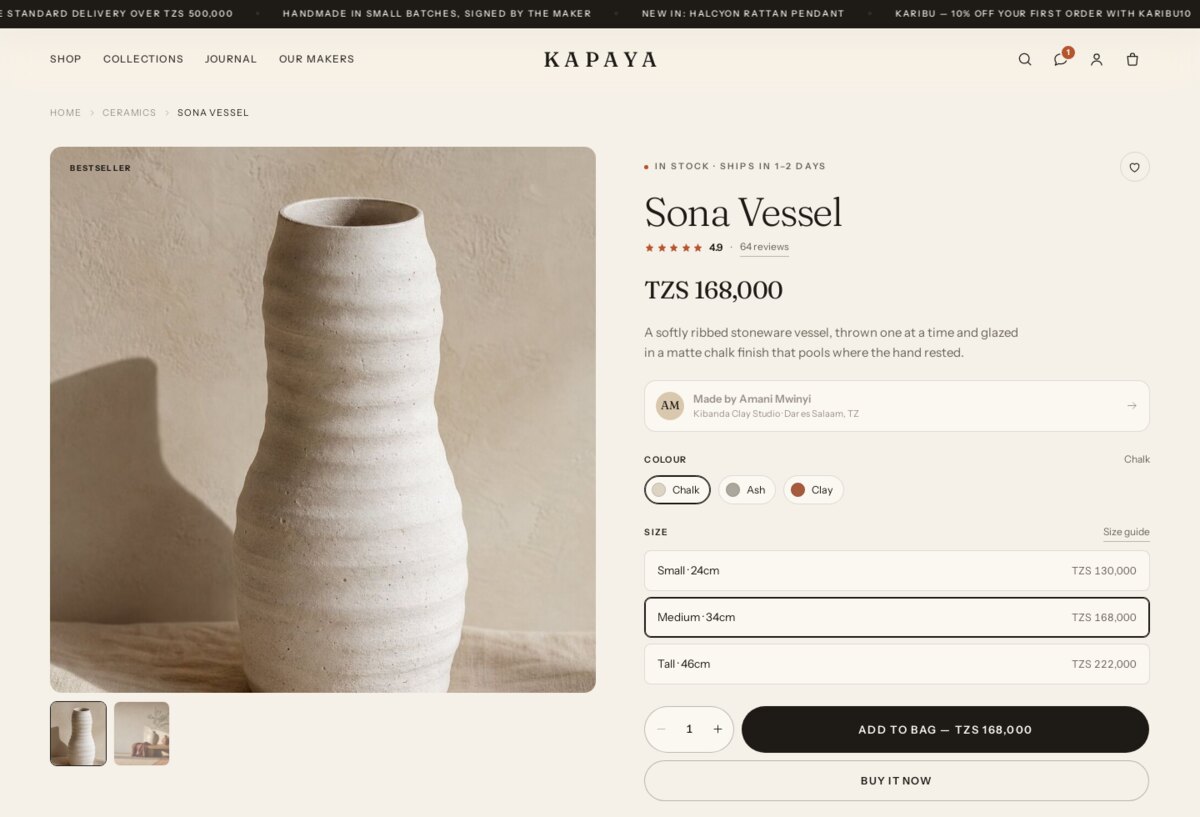 E STANDARD DELIVERY OVER TZS 500,000 • HANDMADE IN SMALL BATCHES, SIGNED BY THE MAKER • NEW IN: HALCYON RATTAN PENDANT • KARIBU — 10% OFF YOUR FIRST ORDER WITH KARIBU10
SHOP COLLECTIONS JOURNAL OUR MAKERS KAPAYA 1
HOME > CERAMICS > SONA VESSEL
BESTSELLER
IN STOCK · SHIPS IN 1–2 DAYS
Sona Vessel
★★★★★ 4.9 · 64 reviews
TZS 168,000
A softly ribbed stoneware vessel, thrown one at a time and glazed
in a matte chalk finish that pools where the hand rested.
AM Made by Amani Mwinyi →
Kibanda Clay Studio · Dar es Salaam, TZ
COLOUR Chalk
Chalk Ash Clay
SIZE Size guide
Small · 24cm TZS 130,000
Medium · 34cm TZS 168,000
Tall · 46cm TZS 222,000
− 1 + ADD TO BAG — TZS 168,000
BUY IT NOW